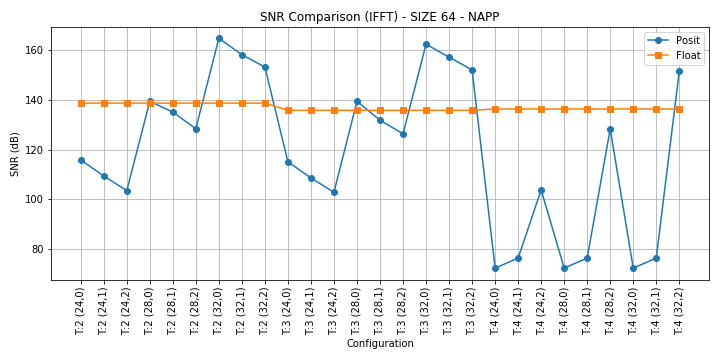 SNR Comparison (IFFT) - SIZE 64 - NAPP
Posit
Float
SNR (dB)
160
140
120
100
80
T:2 (24,0)
T:2 (24,1)
T:2 (24,2)
T:2 (28,0)
T:2 (28,1)
T:2 (28,2)
T:2 (32,0)
T:2 (32,1)
T:2 (32,2)
T:3 (24,0)
T:3 (24,1)
T:3 (24,2)
T:3 (28,0)
T:3 (28,1)
T:3 (28,2)
T:3 (32,0)
T:3 (32,1)
T:3 (32,2)
T:4 (24,0)
T:4 (24,1)
T:4 (24,2)
T:4 (28,0)
T:4 (28,1)
T:4 (28,2)
T:4 (32,0)
T:4 (32,1)
T:4 (32,2)
Configuration